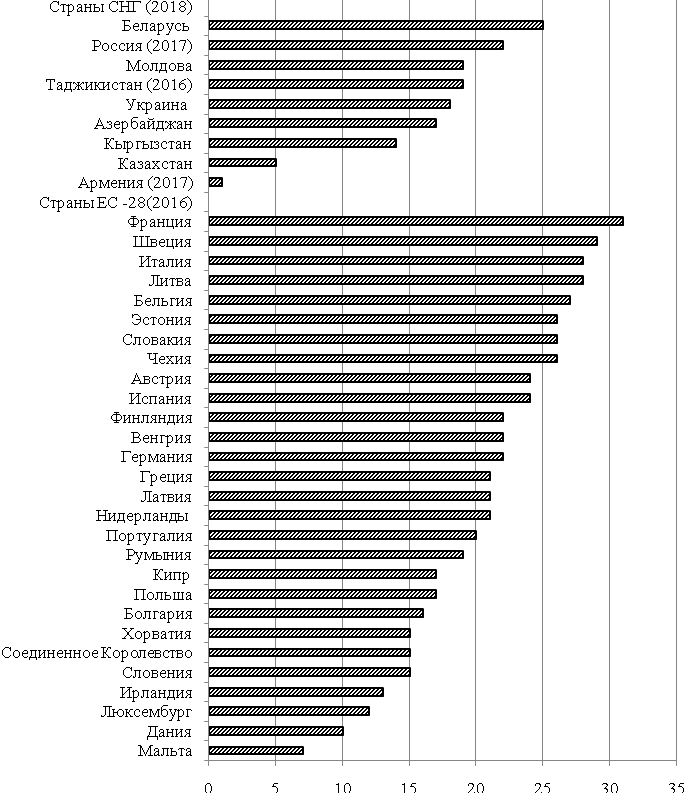 Страны СНГ (2018)
Беларусь
Россия (2017)
Молдова
Таджикистан (2016)
Украина
Азербайджан
Кыргызстан
Казахстан
Армения (2017)
Страны ЕС -28(2016)
Франция
Швеция
Италия
Литва
Бельгия
Эстония
Словакия
Чехия
Австрия
Испания
Финляндия
Венгрия
Германия
Греция
Латвия
Нидерланды
Португалия
Румыния
Кипр
Польша
Болгария
Хорватия
Соединенное Королевство
Словения
Ирландия
Люксембург
Дания
Мальта
0 5 10 15 20 25 30 35